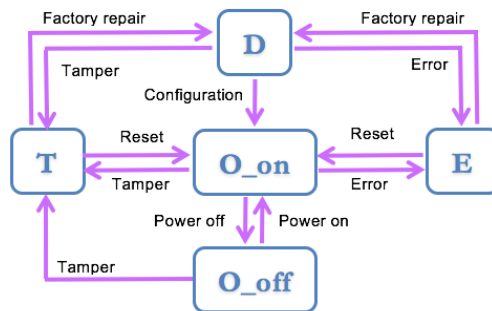 Factory repair
Factory repair
D
Tamper
Error
Configuration
Reset
Reset
T
O_on
E
Tamper
Error
Power off
Power on
Tamper
O_off